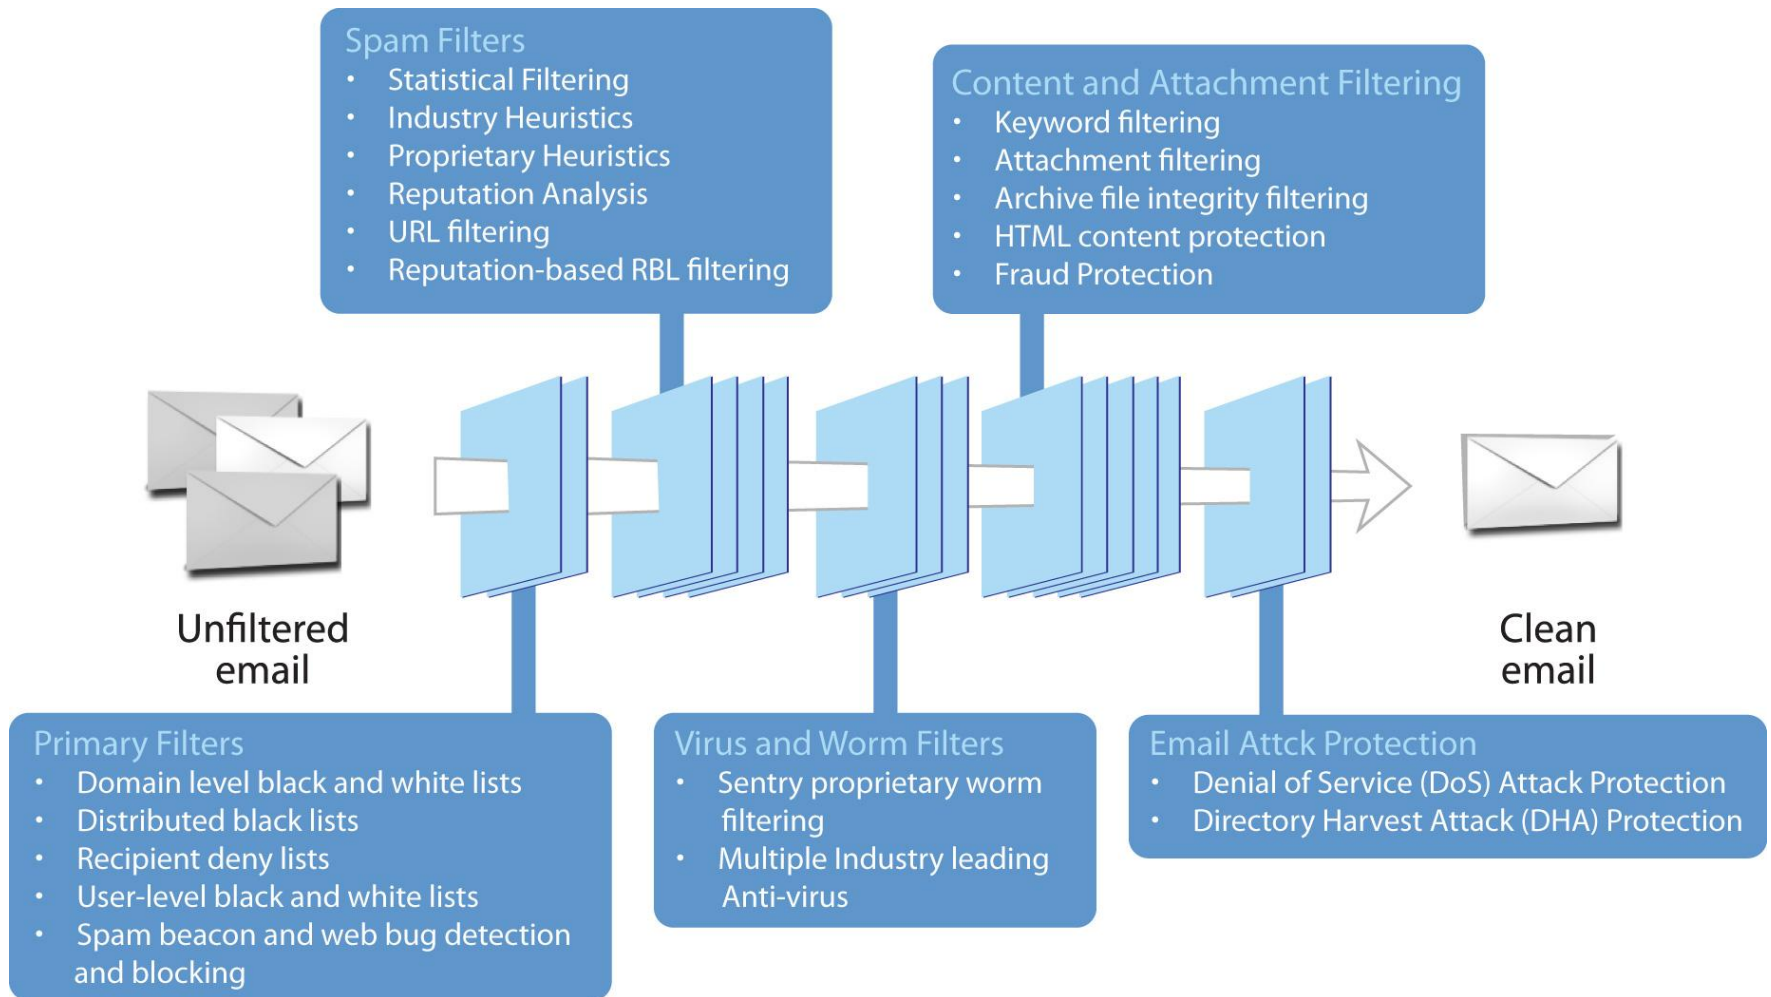 Spam Filters
• Statistical Filtering
• Industry Heuristics
• Proprietary Heuristics
• Reputation Analysis
• URL filtering
• Reputation-based RBL filtering
Content and Attachment Filtering
• Keyword filtering
• Attachment filtering
• Archive file integrity filtering
• HTML content protection
• Fraud Protection
Unfiltered
email
Clean
email
Primary Filters
• Domain level black and white lists
• Distributed black lists
• Recipient deny lists
• User-level black and white lists
• Spam beacon and web bug detection
and blocking
Virus and Worm Filters
• Sentry proprietary worm
filtering
• Multiple Industry leading
Anti-virus
Email Attck Protection
• Denial of Service (DoS) Attack Protection
• Directory Harvest Attack (DHA) Protection